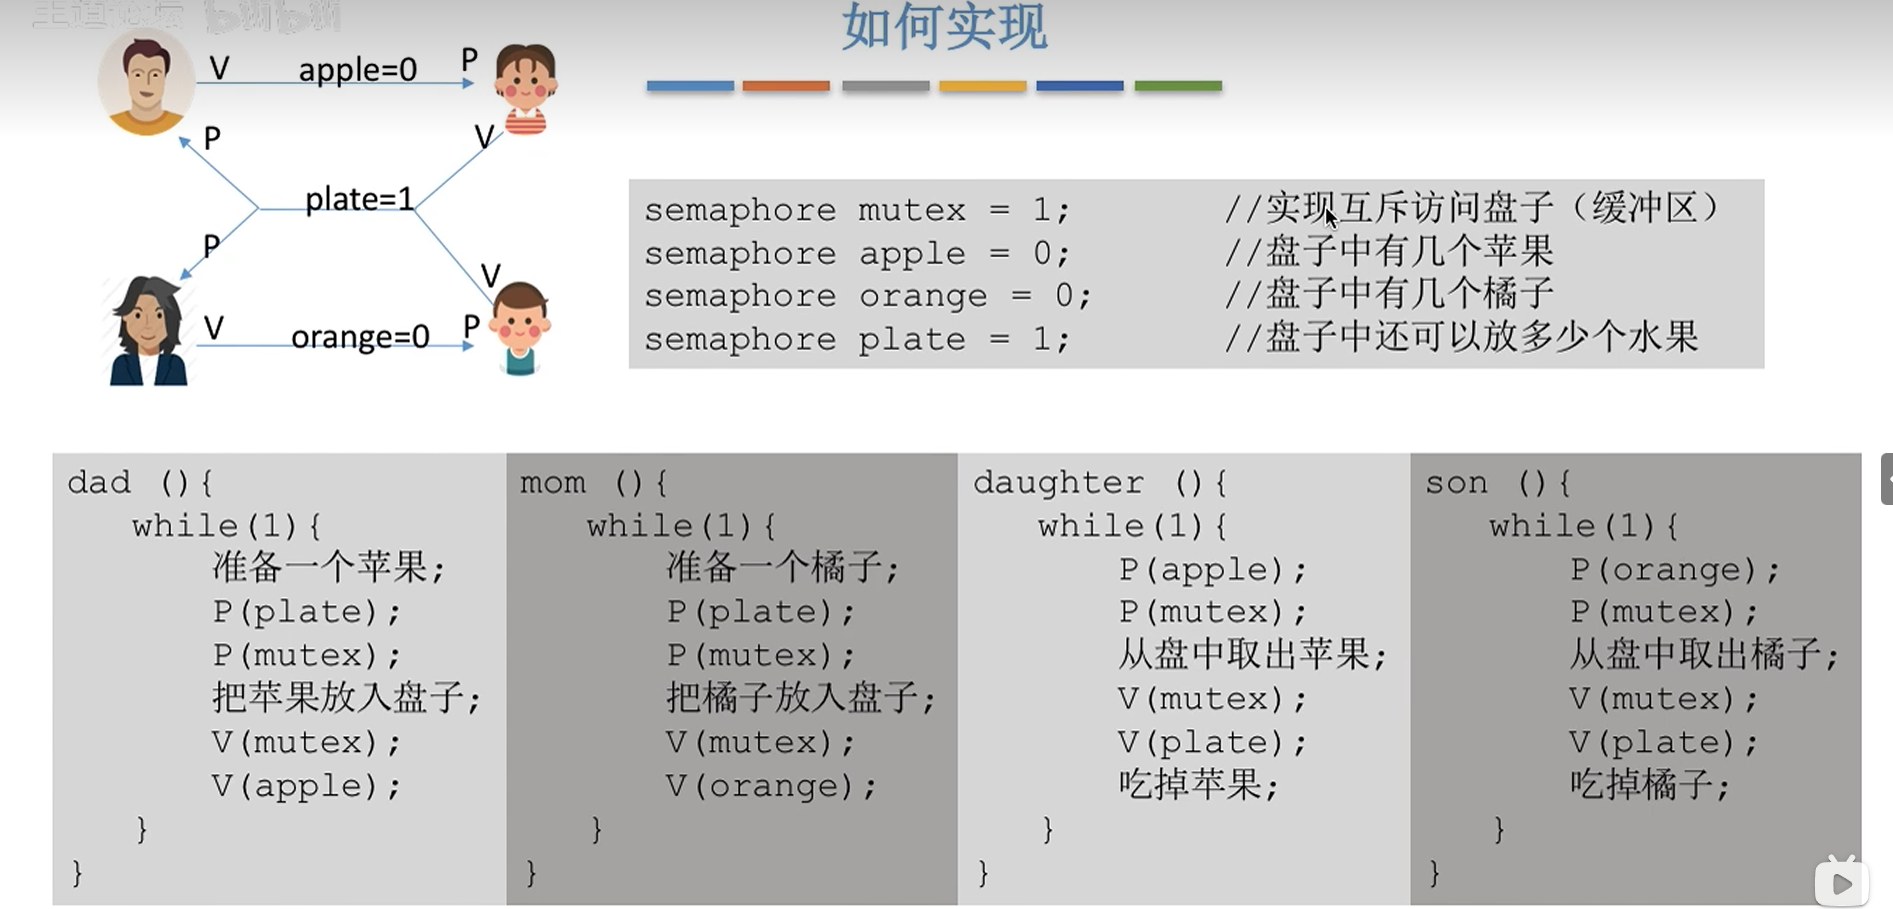 王道论坛 bilibili
如何实现
V apple=0 P
P
V
plate=1
P
V
V orange=0 P
semaphore mutex = 1; //实现互斥访问盘子（缓冲区）
semaphore apple = 0; //盘子中有几个苹果
semaphore orange = 0; //盘子中有几个橘子
semaphore plate = 1; //盘子中还可以放多少个水果
dad (){
while(1){
准备一个苹果;
P(plate);
P(mutex);
把苹果放入盘子;
V(mutex);
V(apple);
}
}
mom (){
while(1){
准备一个橘子;
P(plate);
P(mutex);
把橘子放入盘子;
V(mutex);
V(orange);
}
}
daughter (){
while(1){
P(apple);
P(mutex);
从盘中取出苹果;
V(mutex);
V(plate);
吃掉苹果;
}
}
son (){
while(1){
P(orange);
P(mutex);
从盘中取出橘子;
V(mutex);
V(plate);
吃掉橘子;
}
}